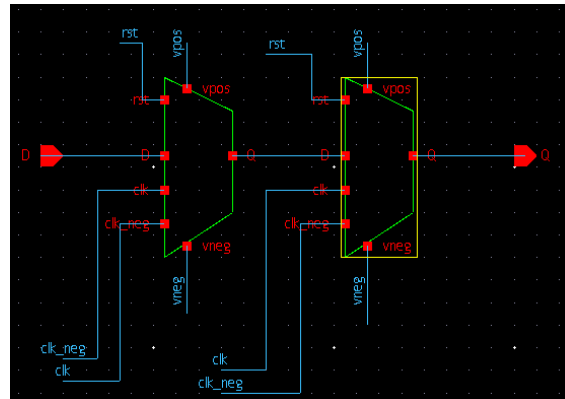 rst
vpos
rst
vpos
vpos
vpos
rst
rst
D
D
Q
D
Q
Q
clk
clk
clk_neg
clk_neg
vneg
vneg
vneg
vneg
clk_neg
clk
clk
clk_neg